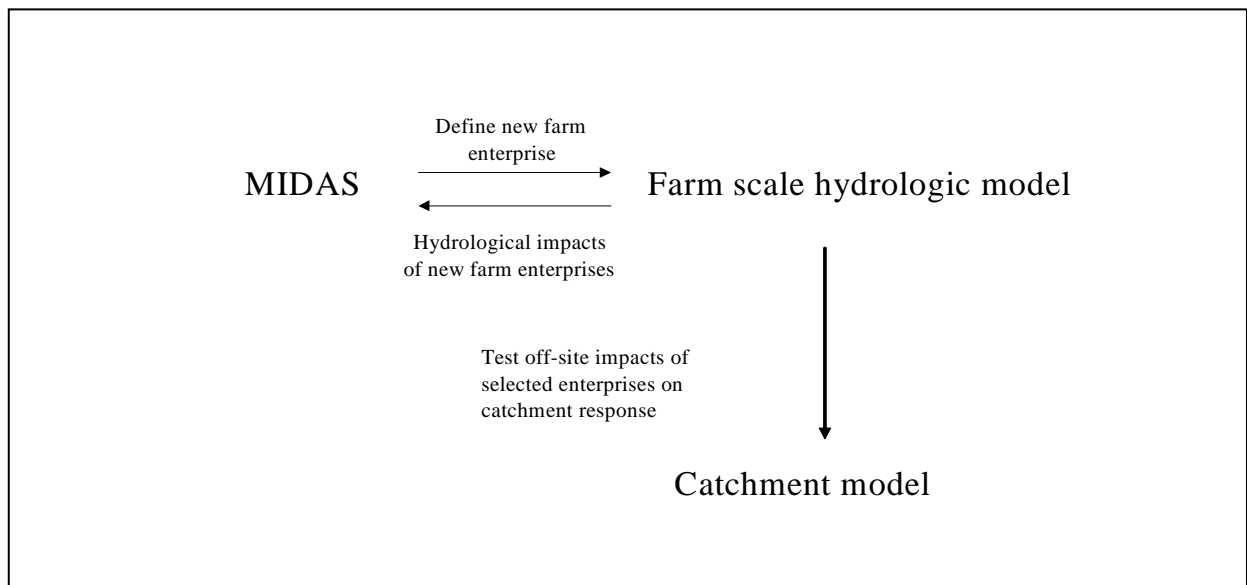 Define new farm
enterprise
MIDAS
Farm scale hydrologic model
Hydrological impacts
of new farm enterprises
Test off-site impacts of
selected enterprises on
catchment response
Catchment model